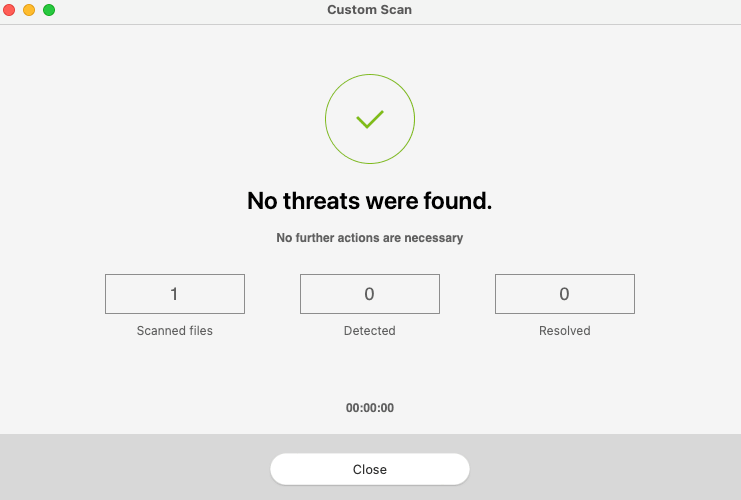 Custom Scan
No threats were found.
No further actions are necessary
1 0 0
Scanned files Detected Resolved
00:00:00
Close